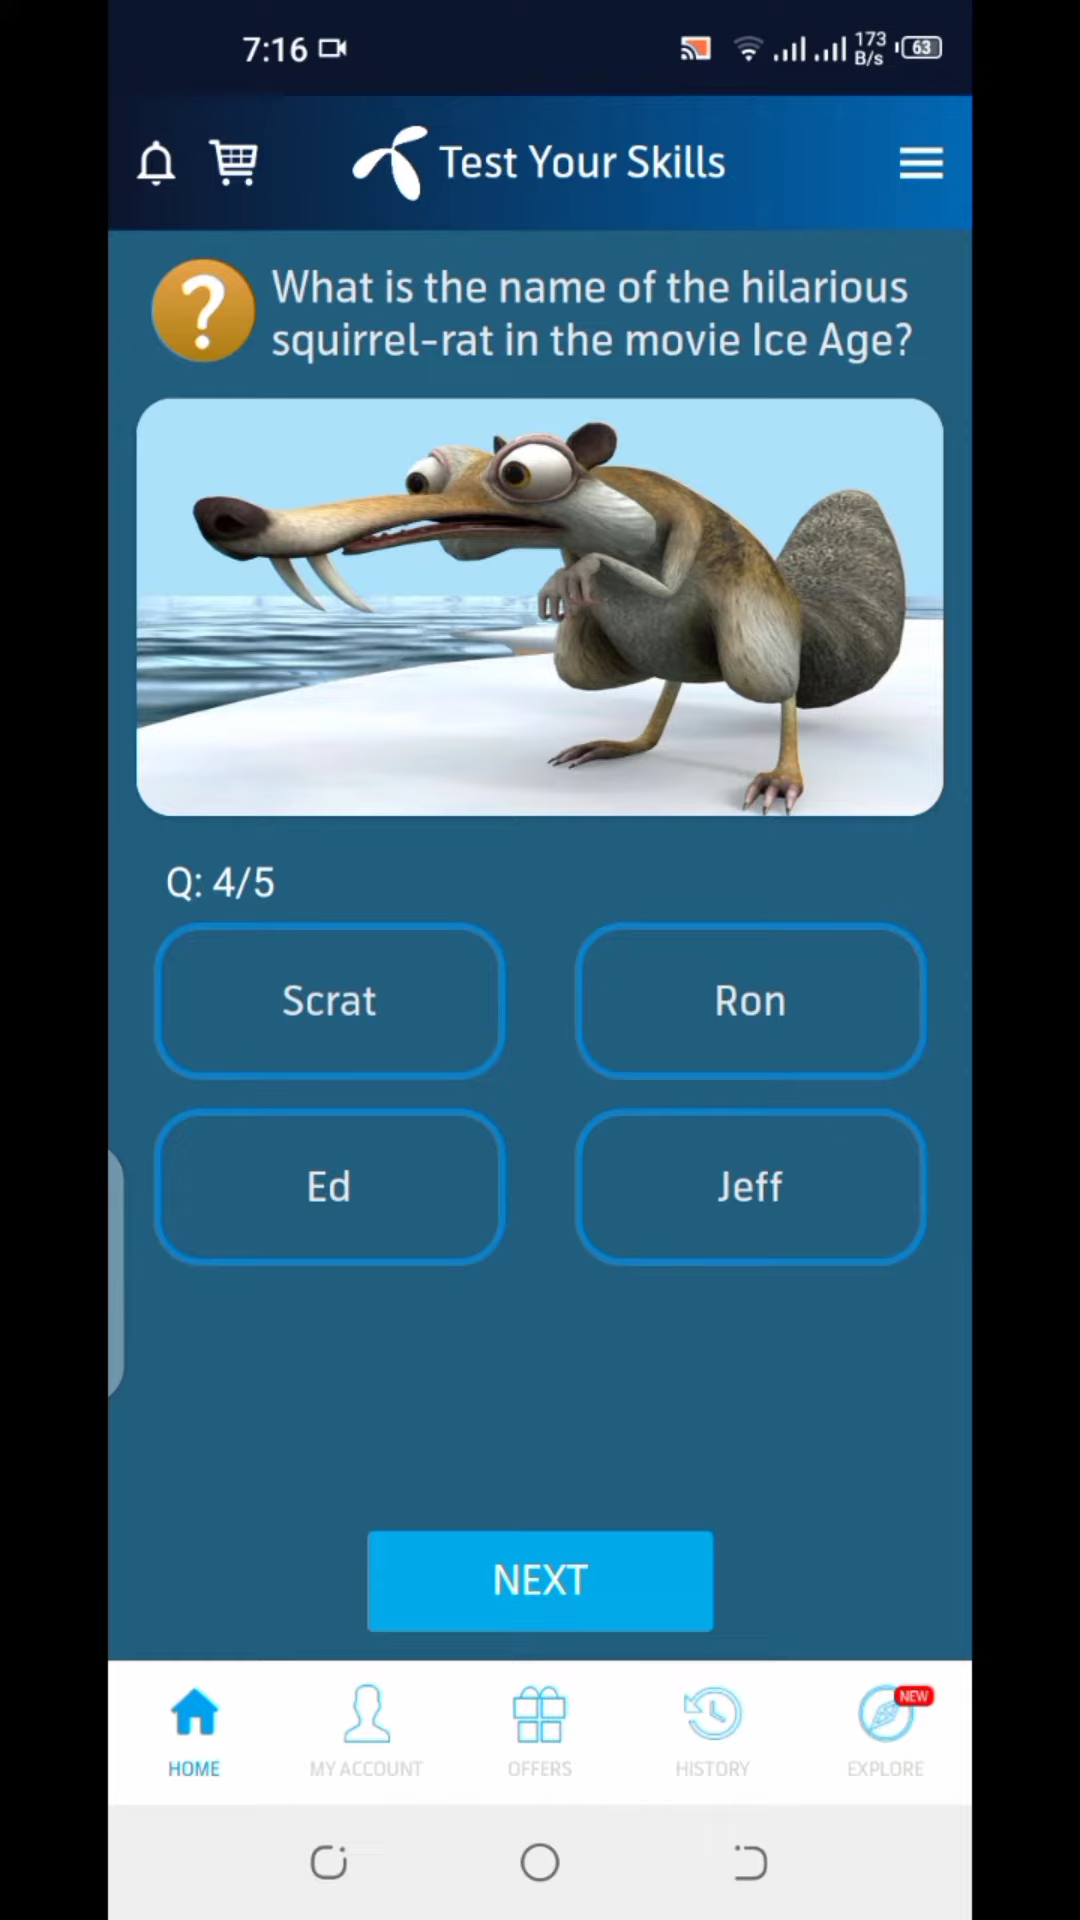 7:16
173
B/s
63
Test Your Skills
?
What is the name of the hilarious
squirrel-rat in the movie Ice Age?
Q: 4/5
Scrat
Ron
Ed
Jeff
NEXT
NEW
HOME
MY ACCOUNT
OFFERS
HISTORY
EXPLORE